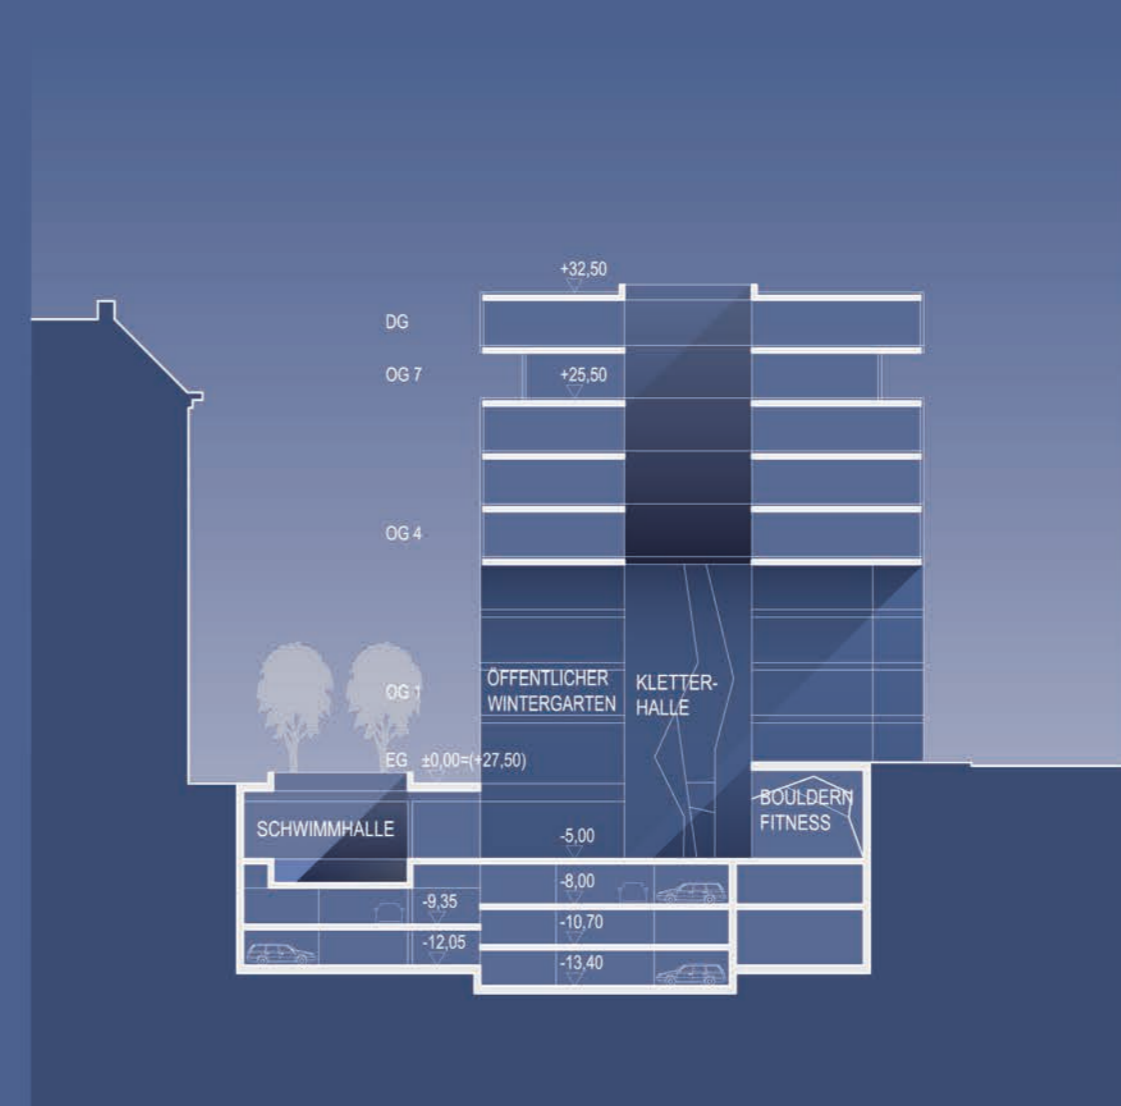 +32,50
DG
OG 7
+25,50
OG 4
ÖFFENTLICHER
WINTERGARTEN
KLETTER-
HALLE
OG 1
EG ±0,00=(+27,50)
BOULDERN
FITNESS
SCHWIMMHALLE
-5,00
-8,00
-9,35
-10,70
-12,05
-13,40